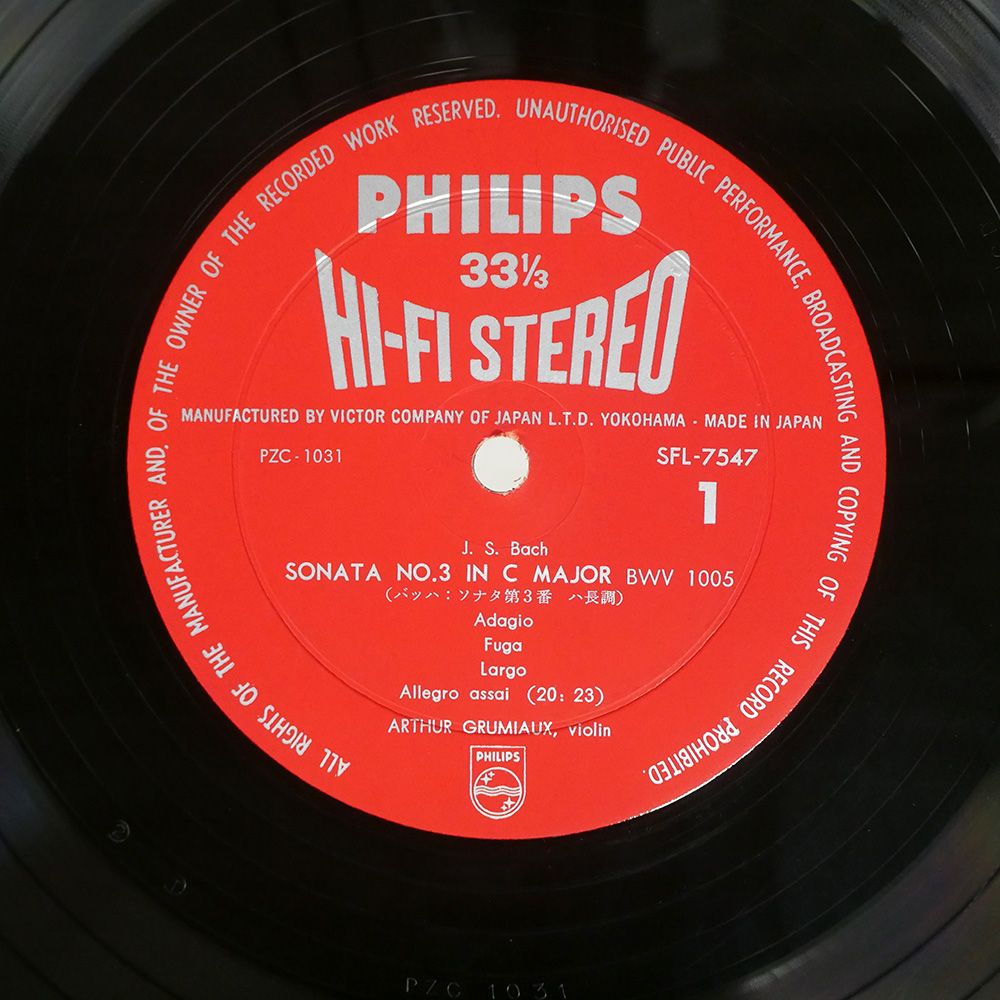 ALL RIGHTS OF THE MANUFACTURER AND, OF THE OWNER OF THE RECORDED WORK RESERVED. UNAUTHORISED PUBLIC PERFORMANCE, BROADCASTING AND COPYING OF THIS RECORD PROHIBITED.
PHILIPS
33⅓
HI-FI STEREO
MANUFACTURED BY VICTOR COMPANY OF JAPAN L.T.D. YOKOHAMA - MADE IN JAPAN
PZC-1031 SFL-7547
1
J. S. Bach
SONATA NO.3 IN C MAJOR BWV 1005
(バッハ:ソナタ第3番 ハ長調)
Adagio
Fuga
Largo
Allegro assai (20: 23)
ARTHUR GRUMIAUX, violin
PHILIPS
PZC 1031